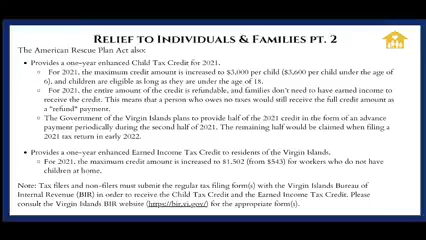 RELIEF TO INDIVIDUALS & FAMILIES PT. 2
The American Rescue Plan Act also:
• Provides a one-year enhanced Child Tax Credit for 2021.
○ For 2021, the maximum credit amount is increased to $3,000 per child ($3,600 per child under the age of
6), and children are eligible as long as they are under the age of 18.
○ For 2021, the entire amount of the credit is refundable, and families don't need to have earned income to
receive the credit. This means that a person who owes no taxes would still receive the full credit amount as
a "refund" payment.
○ The Government of the Virgin Islands plans to provide half of the 2021 credit in the form of an advance
payment periodically during the second half of 2021. The remaining half would be claimed when filing a
2021 tax return in early 2022.
• Provides a one-year enhanced Earned Income Tax Credit to residents of the Virgin Islands.
○ For 2021, the maximum credit amount is increased to $1,502 (from $543) for workers who do not have
children at home.
Note: Tax filers and non-filers must submit the regular tax filing form(s) with the Virgin Islands Bureau of
Internal Revenue (BIR) in order to receive the Child Tax Credit and the Earned Income Tax Credit. Please
consult the Virgin Islands BIR website (https://bir.vi.gov/) for the appropriate form(s).